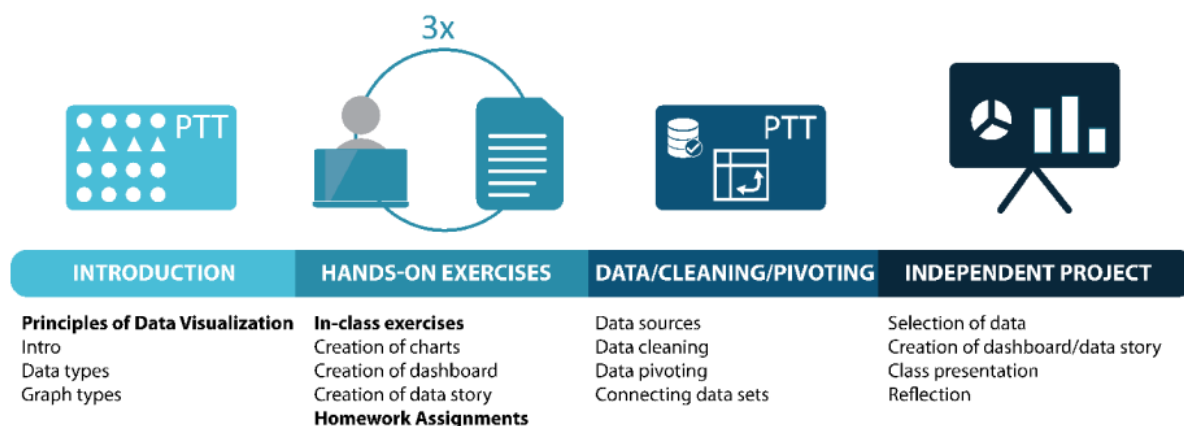 3x
PTT
PTT
INTRODUCTION
HANDS-ON EXERCISES
DATA/CLEANING/PIVOTING
INDEPENDENT PROJECT
Principles of Data Visualization
Intro
Data types
Graph types
In-class exercises
Creation of charts
Creation of dashboard
Creation of data story
Homework Assignments
Data sources
Data cleaning
Data pivoting
Connecting data sets
Selection of data
Creation of dashboard/data story
Class presentation
Reflection